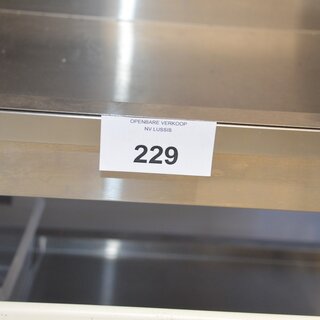 OPENBARE VERKOOP
NV LUSSIS
229